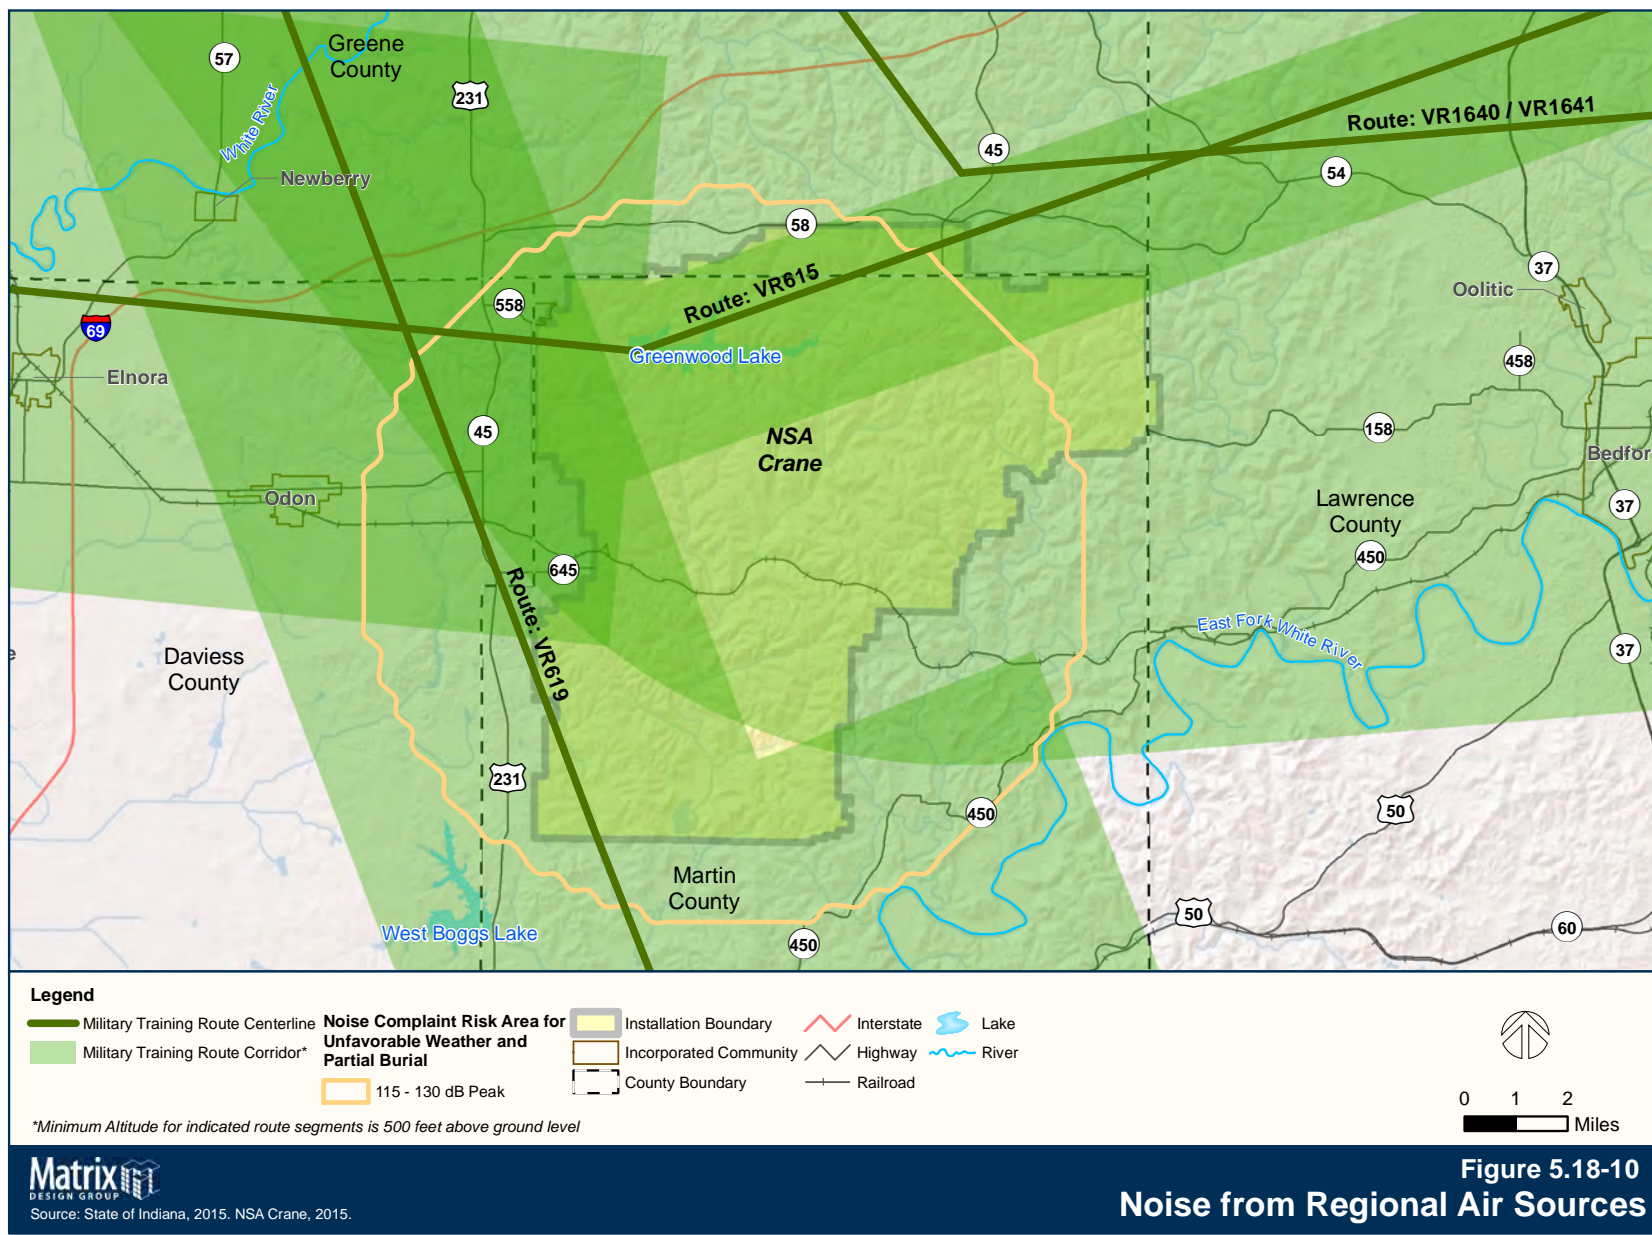 Greene
County
57
231
White River
Newberry
45
Route: VR1640 / VR1641
54
58
37
Oolitic
Route: VR615
558
69
Greenwood Lake
458
Elnora
45
NSA
Crane
158
Bedfor
Odon
Lawrence
County
37
450
645
Route: VR619
East Fork White River
37
e
Daviess
County
231
450
50
Martin
County
West Boggs Lake
450
50
60
Legend
Military Training Route Centerline
Military Training Route Corridor*
Noise Complaint Risk Area for
Unfavorable Weather and
Partial Burial
115 - 130 dB Peak
Installation Boundary
Incorporated Community
County Boundary
Interstate
Highway
Railroad
Lake
River
0 1 2
Miles
*Minimum Altitude for indicated route segments is 500 feet above ground level
Matrix
DESIGN GROUP
Source: State of Indiana, 2015. NSA Crane, 2015.
Figure 5.18-10
Noise from Regional Air Sources